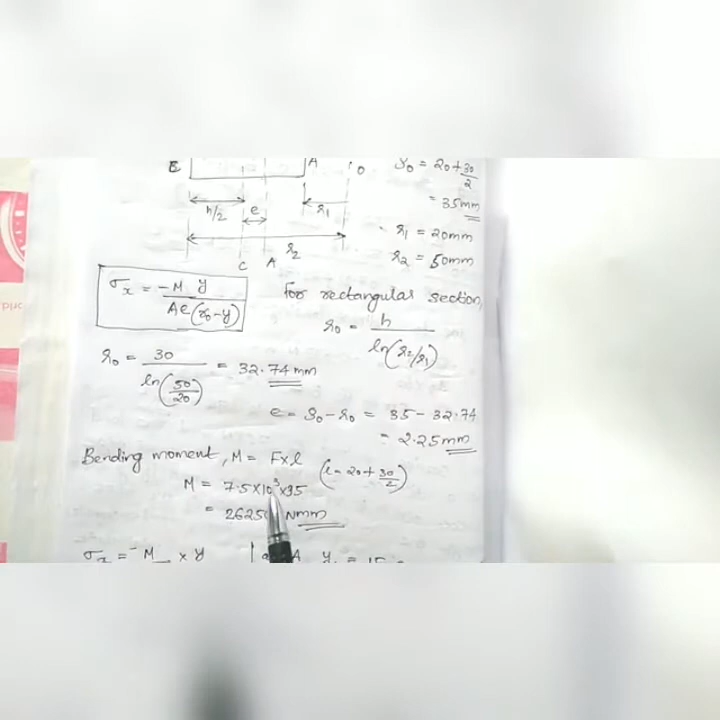 B A O
ρ₀ = 20 + 30/2
= 35mm
h/2 e r₁
r₂
r₁ = 20mm
r₂ = 50mm
C A
σₓ = -M y / Ae(r₀-y)
for rectangular section,
r₀ = h / ln(r₂/r₁)
r₀ = 30 / ln(50/20) = 32.74 mm
e = ρ₀ - r₀ = 35 - 32.74
= 2.25mm
Bending moment, M = F×l (l = 20+30/2)
M = 7.5×10³×35
= 2625 Nmm
σₓ = -M × y